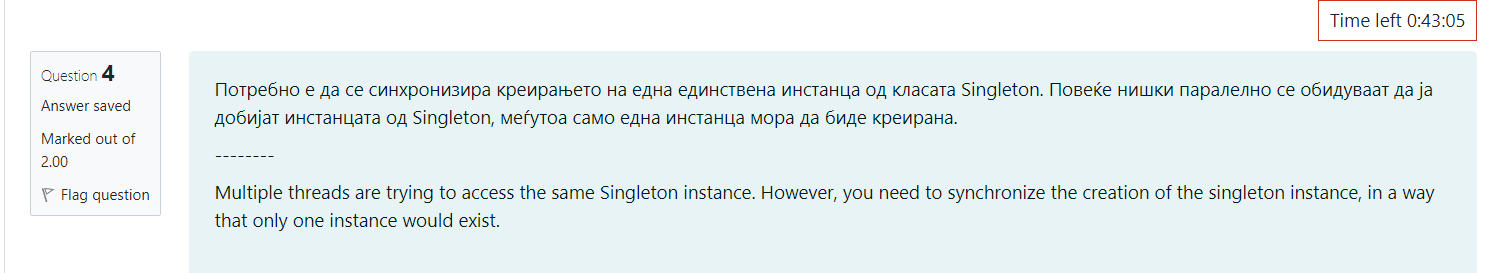 Time left 0:43:05
Question 4
Answer saved
Marked out of
2.00
Flag question
Потребно е да се синхронизира креирањето на една единствена инстанца од класата Singleton. Повеќе нишки паралелно се обидуваат да ја
добијат инстанцата од Singleton, меѓутоа само една инстанца мора да биде креирана.
--------
Multiple threads are trying to access the same Singleton instance. However, you need to synchronize the creation of the singleton instance, in a way
that only one instance would exist.